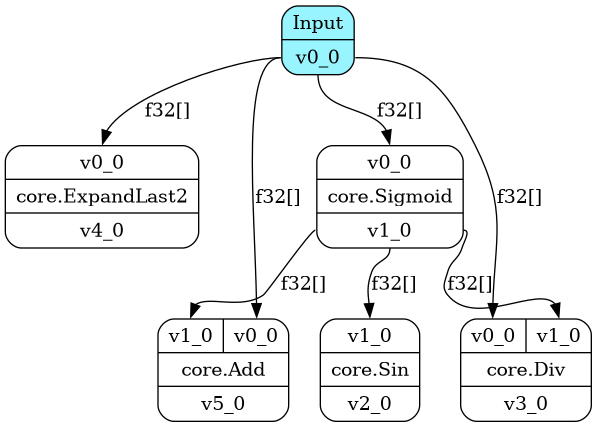 Input
v0_0
f32[]
f32[]
v0_0
core.ExpandLast2
v4_0
v0_0
core.Sigmoid
v1_0
f32[]
f32[]
f32[]
f32[]
f32[]
v1_0 v0_0
core.Add
v5_0
v1_0
core.Sin
v2_0
v0_0 v1_0
core.Div
v3_0